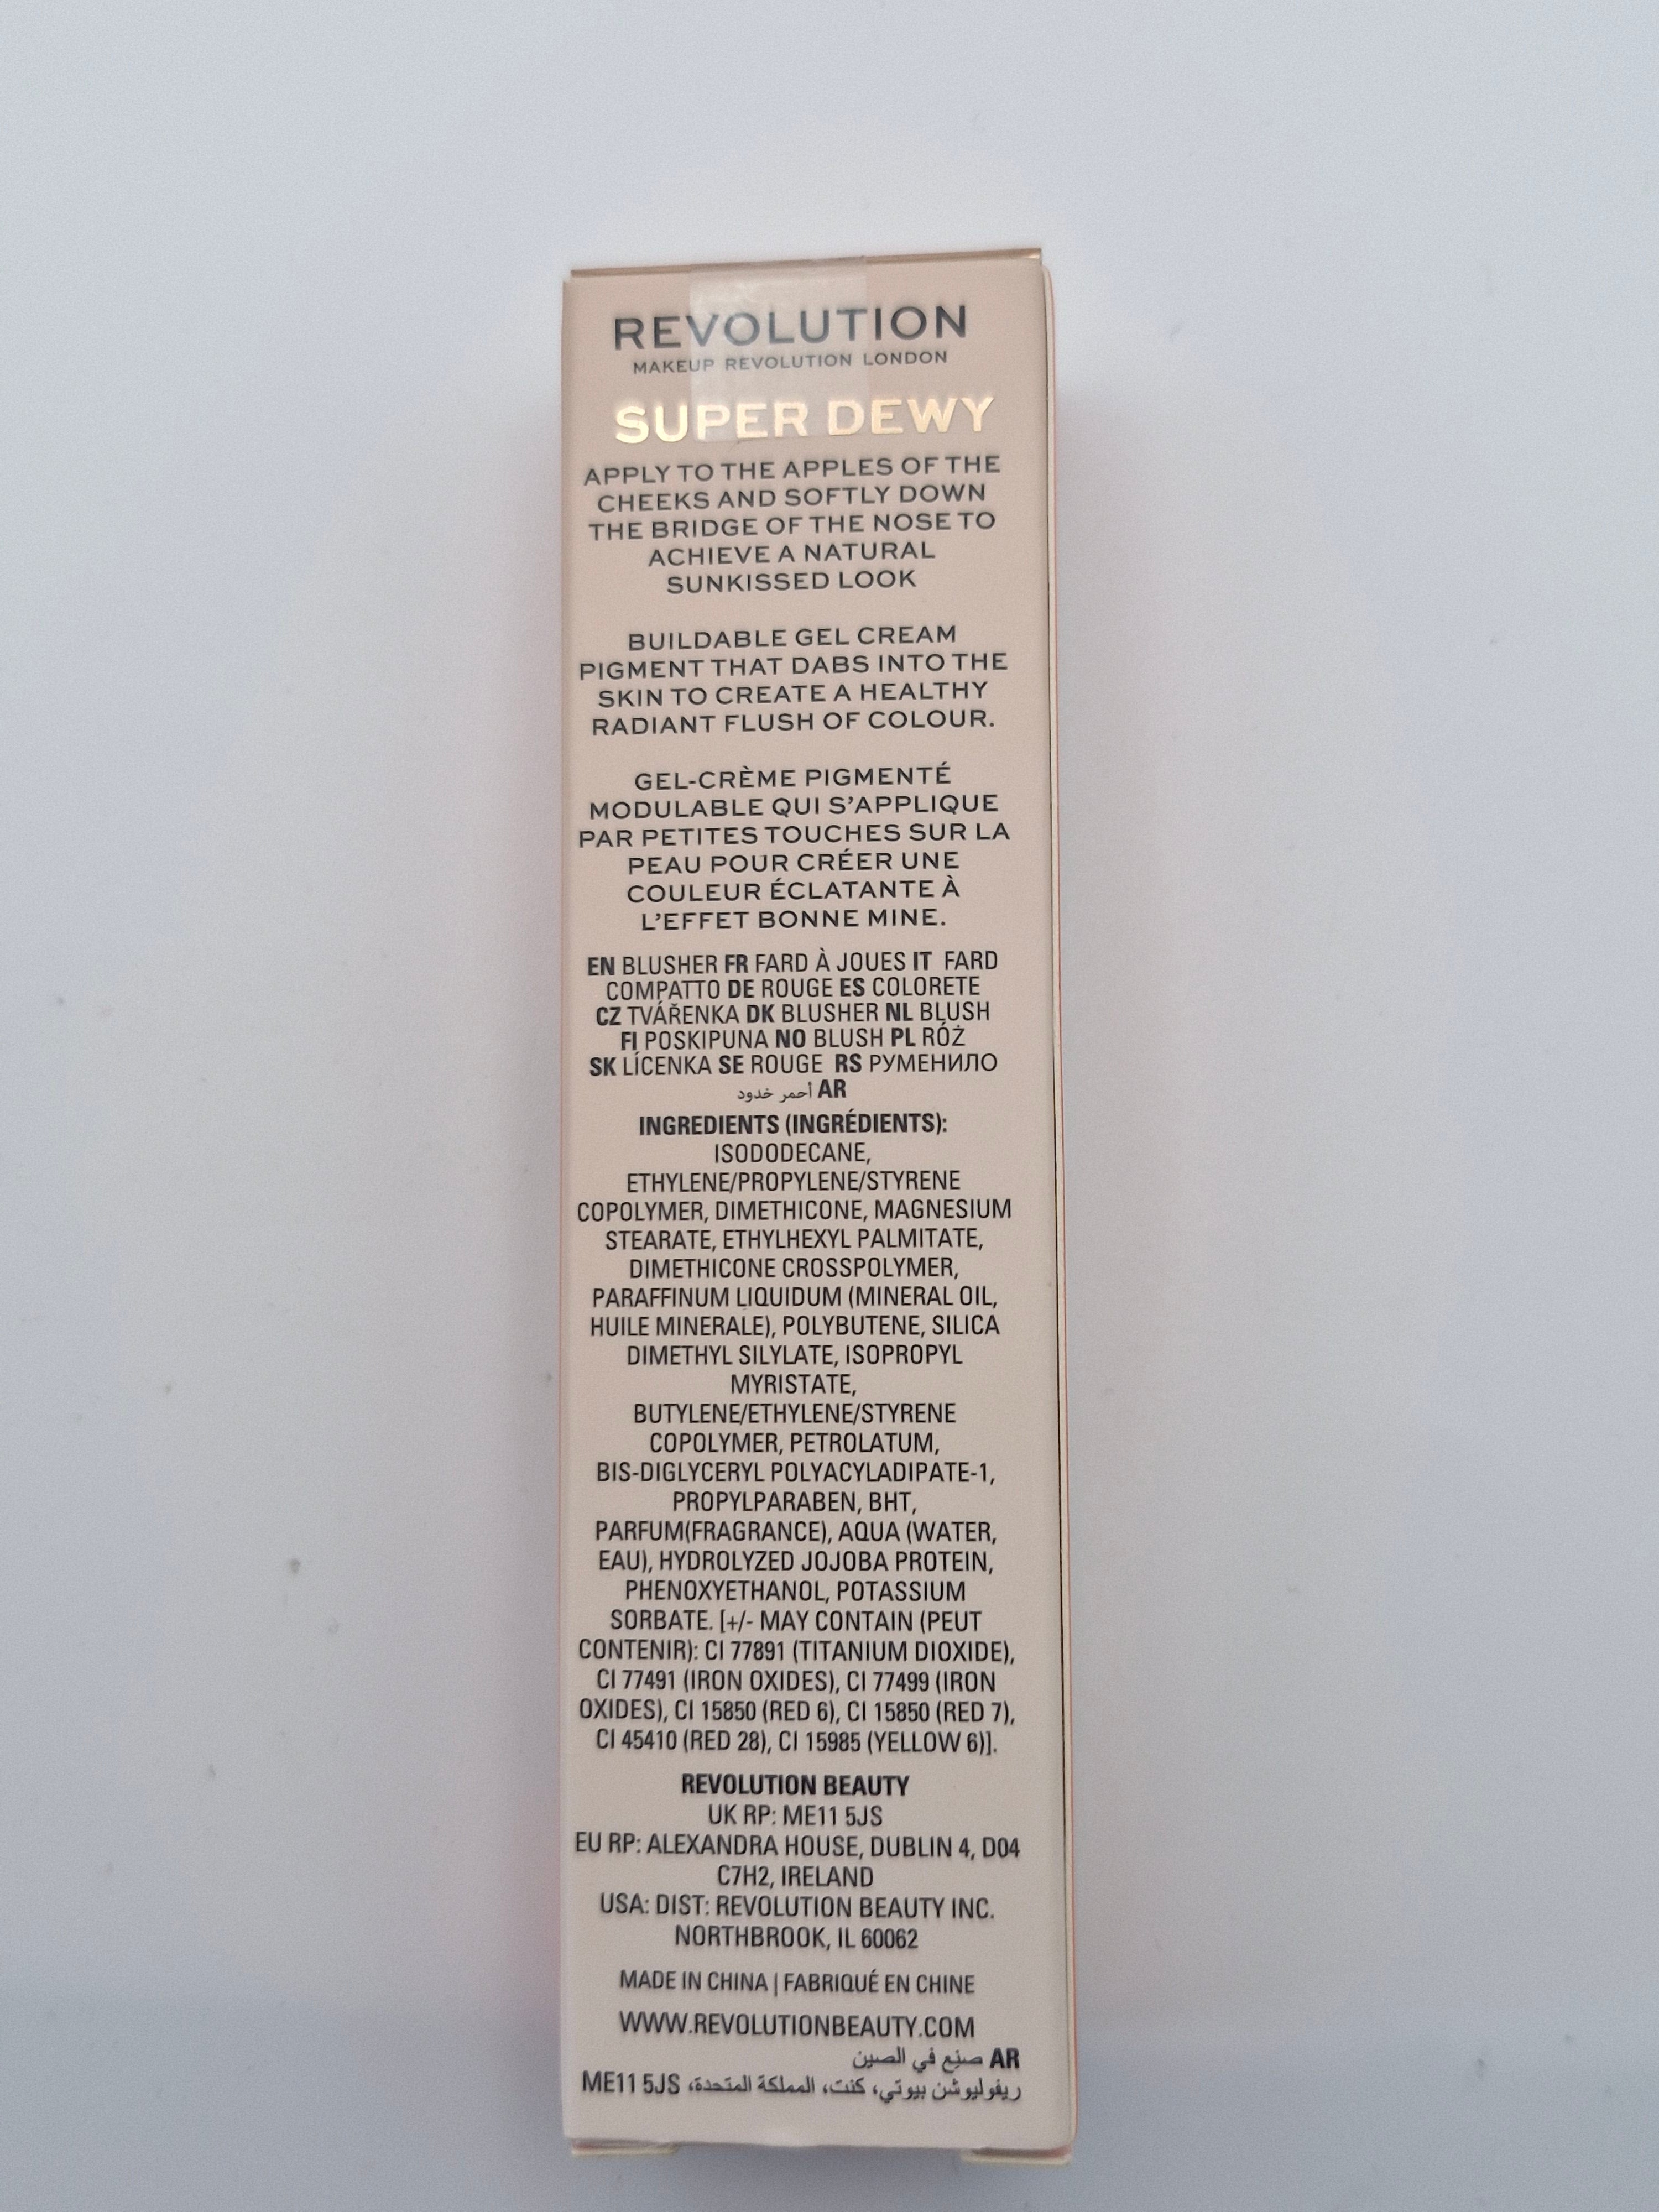 REVOLUTION
MAKEUP REVOLUTION LONDON
SUPER DEWY
APPLY TO THE APPLES OF THE
CHEEKS AND SOFTLY DOWN
THE BRIDGE OF THE NOSE TO
ACHIEVE A NATURAL
SUNKISSED LOOK
BUILDABLE GEL CREAM
PIGMENT THAT DABS INTO THE
SKIN TO CREATE A HEALTHY
RADIANT FLUSH OF COLOUR.
GEL-CRÈME PIGMENTÉ
MODULABLE QUI S’APPLIQUE
PAR PETITES TOUCHES SUR LA
PEAU POUR CRÉER UNE
COULEUR ÉCLATANTE À
L’EFFET BONNE MINE.
EN BLUSHER FR FARD À JOUES IT FARD
COMPATTO DE ROUGE ES COLORETE
CZ TVÁŘENKA DK BLUSHER NL BLUSH
FI POSKIPUNA NO BLUSH PL RÓŻ
SK LÍCENKA SE ROUGE RS РУМЕНИЛО
AR أحمر خدود
INGREDIENTS (INGRÉDIENTS):
ISODODECANE,
ETHYLENE/PROPYLENE/STYRENE
COPOLYMER, DIMETHICONE, MAGNESIUM
STEARATE, ETHYLHEXYL PALMITATE,
DIMETHICONE CROSSPOLYMER,
PARAFFINUM LIQUIDUM (MINERAL OIL,
HUILE MINERALE), POLYBUTENE, SILICA
DIMETHYL SILYLATE, ISOPROPYL
MYRISTATE,
BUTYLENE/ETHYLENE/STYRENE
COPOLYMER, PETROLATUM,
BIS-DIGLYCERYL POLYACYLADIPATE-1,
PROPYLPARABEN, BHT,
PARFUM(FRAGRANCE), AQUA (WATER,
EAU), HYDROLYZED JOJOBA PROTEIN,
PHENOXYETHANOL, POTASSIUM
SORBATE. [+/- MAY CONTAIN (PEUT
CONTENIR): CI 77891 (TITANIUM DIOXIDE),
CI 77491 (IRON OXIDES), CI 77499 (IRON
OXIDES), CI 15850 (RED 6), CI 15850 (RED 7),
CI 45410 (RED 28), CI 15985 (YELLOW 6)].
REVOLUTION BEAUTY
UK RP: ME11 5JS
EU RP: ALEXANDRA HOUSE, DUBLIN 4, D04
C7H2, IRELAND
USA: DIST: REVOLUTION BEAUTY INC.
NORTHBROOK, IL 60062
MADE IN CHINA | FABRIQUÉ EN CHINE
WWW.REVOLUTIONBEAUTY.COM
AR صنع في الصين
ريفوليوشن بيوتي، كنت، المملكة المتحدة، ME11 5JS